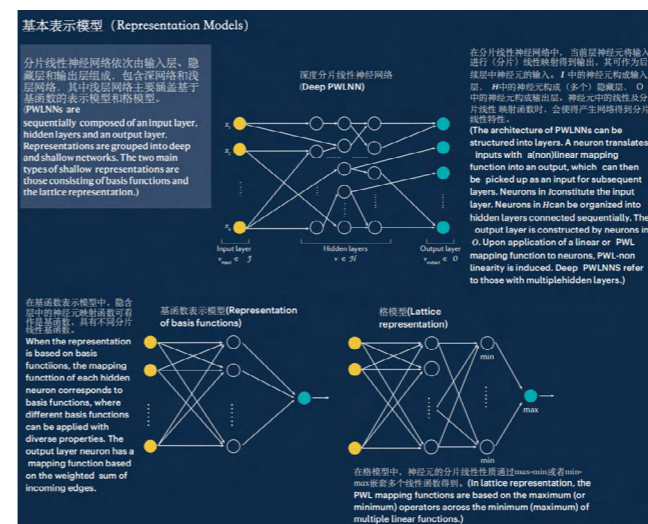 基本表示模型（Representation Models）
分片线性神经网络依次由输入层、隐
藏层和输出层组成，包含深网络和浅
层网络，其中浅层网络主要涵盖基于
基函数的表示模型和格模型。
(PWLNNs are
sequentially composed of an input layer,
hidden layers and an output layer.
Representations are grouped into deep
and shallow networks. The two main
types of shallow representations are
those consisting of basis functions and
the lattice representation.)
深度分片线性神经网络
(Deep PWLNN)
Input layer
Hidden layers
Output layer
在分片线性神经网络中，当前层神经元将输入
进行（分片）线性映射得到输出，其可作为后
续层中神经元的输入。I 中的神经元构成输入
层， H中的神经元构成（多个）隐藏层， O
中的神经元构成输出层。神经元中的线性及分
片线性 映射函数时，会使得产生网络得到分片
线性特性。
(The architecture of PWLNNs can be
structured into layers. A neuron translates
inputs with a(non)linear mapping
function into an output, which can then
be picked up as an input for subsequent
layers. Neurons in Iconstitute the input
layer. Neurons in Hcan be organized into
hidden layers connected sequentially. The
output layer is constructed by neurons in
O. Upon application of a linear or PWL
mapping function to neurons, PWL-non
linearity is induced. Deep PWLNNS refer
to those with multiplehidden layers.)
在基函数表示模型中，隐含
层中的神经元映射函数可看
作是基函数，具有不同分片
线性基函数。
When the representation
is based on basis
functiions, the mapping
functtion of each hidden
neuron corresponds to
basis functions, where
different basis functions
can be applied with
diverse properties. The
output layer neuron has a
mapping function based
on the weighted sum of
incoming edges.
基函数表示模型(Representation
of basis functions)
格模型(Lattice
representation)
min
max
min
在格模型中，神经元的分片线性性质通过max-min或者min-
max嵌套多个线性函数得到。(In lattice representation, the
PWL mapping functions are based on the maximum (or
minimum) operators across the minimum (maximum) of
multiple linear functions.)